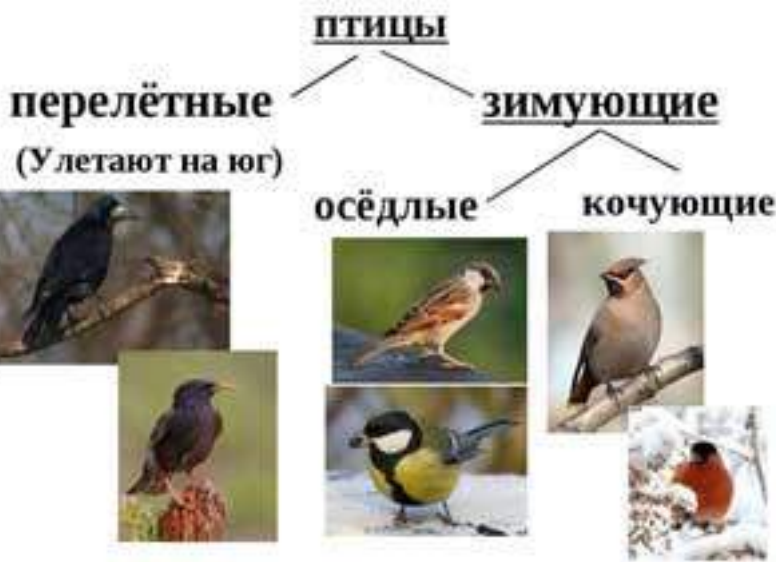 птицы
перелётные
зимующие
(Улетают на юг)
осёдлые
кочующие